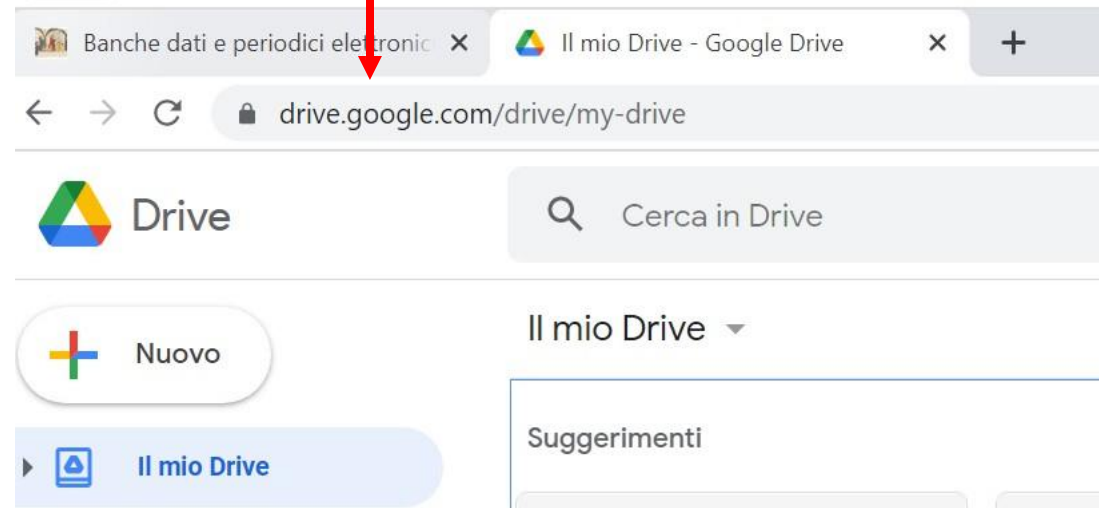 Banche dati e periodici elettronic
Il mio Drive - Google Drive
drive.google.com/drive/my-drive
Drive
Cerca in Drive
Nuovo
Il mio Drive
Il mio Drive
Suggerimenti